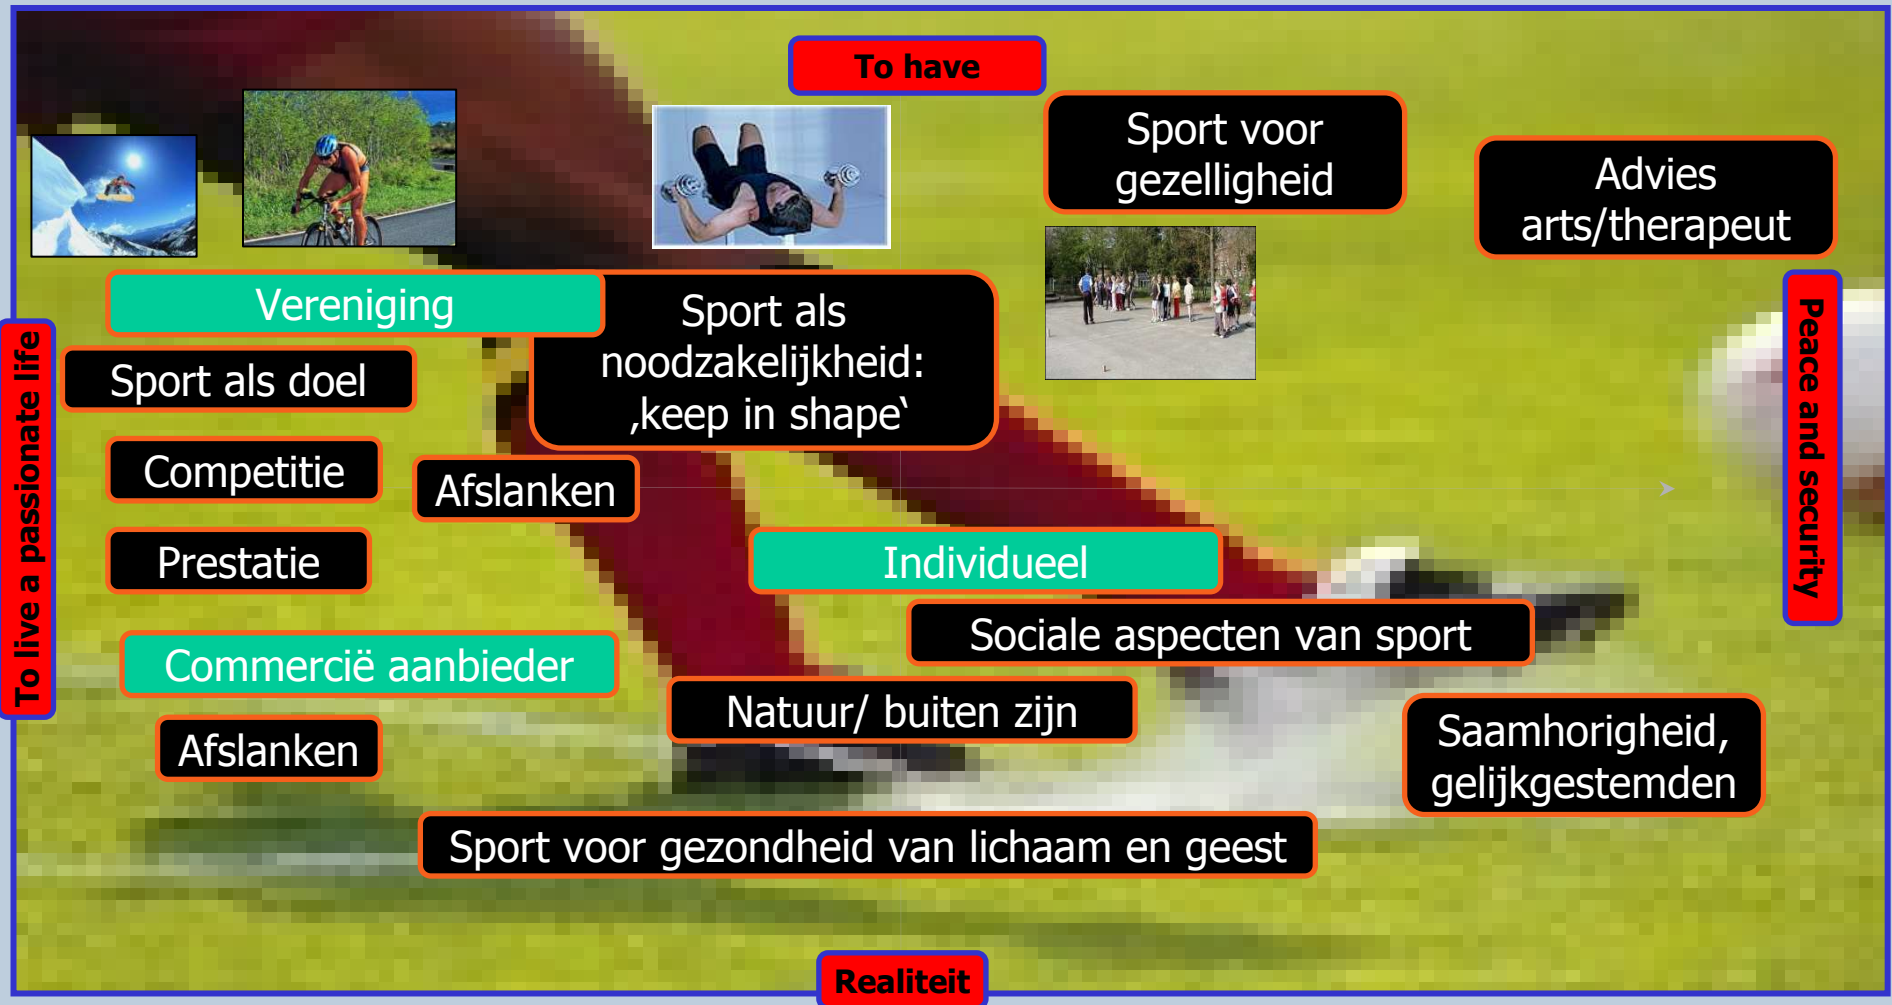 To have
Sport voor
gezelligheid
Advies
arts/therapeut
Vereniging
Sport als
noodzakelijkheid:
‚keep in shape‛
Sport als doel
Competitie
Afslanken
Prestatie
Individueel
Sociale aspecten van sport
Commercië aanbieder
Natuur/ buiten zijn
Afslanken
Saamhorigheid,
gelijkgestemden
Sport voor gezondheid van lichaam en geest
To live a passionate life
Peace and security
Realiteit